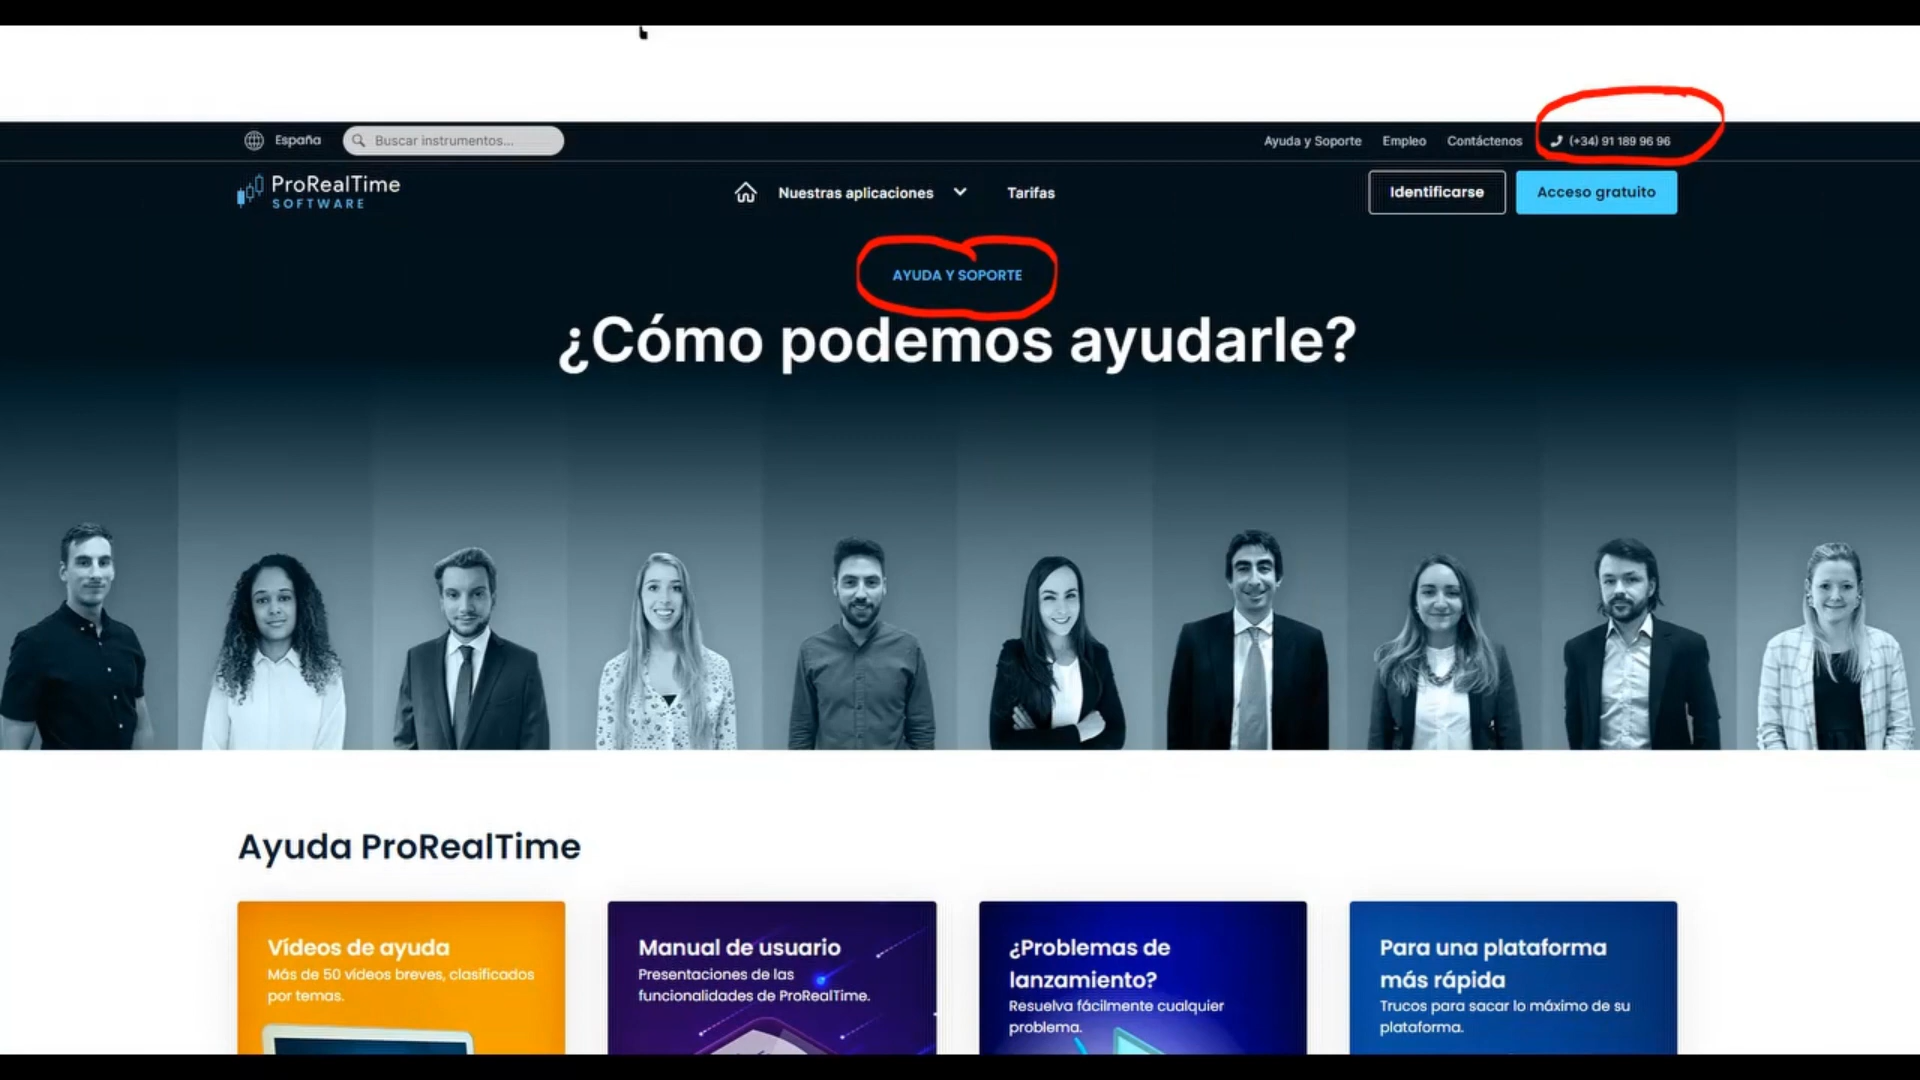 España
Buscar instrumentos...
Ayuda y Soporte
Empleo
Contáctenos
(+34) 91 189 96 96
ProRealTime
SOFTWARE
Nuestras aplicaciones
Tarifas
Identificarse
Acceso gratuito
AYUDA Y SOPORTE
¿Cómo podemos ayudarle?
Ayuda ProRealTime
Vídeos de ayuda
Más de 50 vídeos breves, clasificados
por temas.
Manual de usuario
Presentaciones de las
funcionalidades de ProRealTime.
¿Problemas de
lanzamiento?
Resuelva fácilmente cualquier
problema.
Para una plataforma
más rápida
Trucos para sacar lo máximo de su
plataforma.